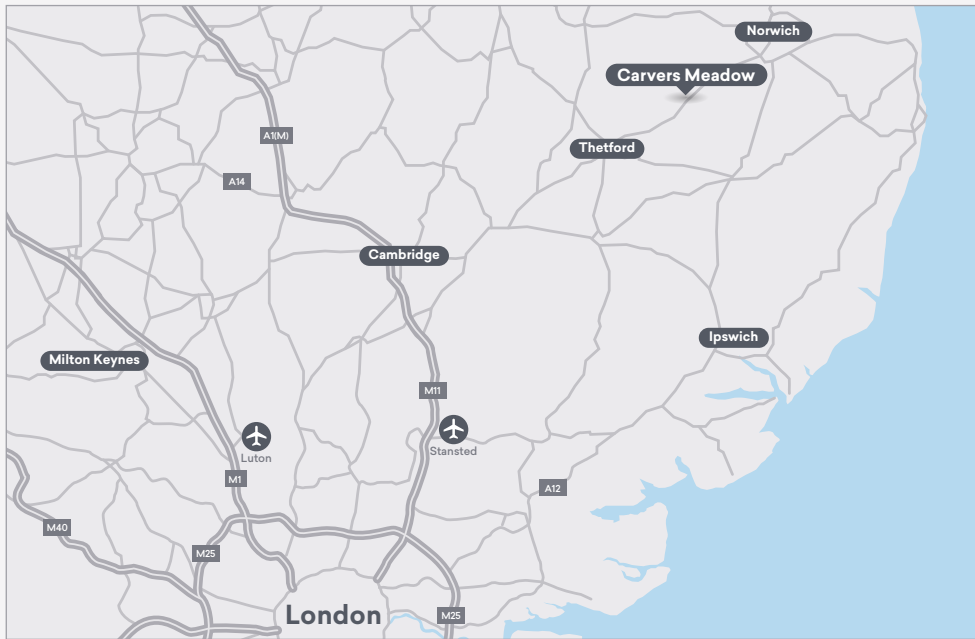 Norwich
Carvers Meadow
A1(M)
Thetford
A14
Cambridge
Ipswich
Milton Keynes
M11
Luton
Stansted
M1
A12
M40
M25
London
M25